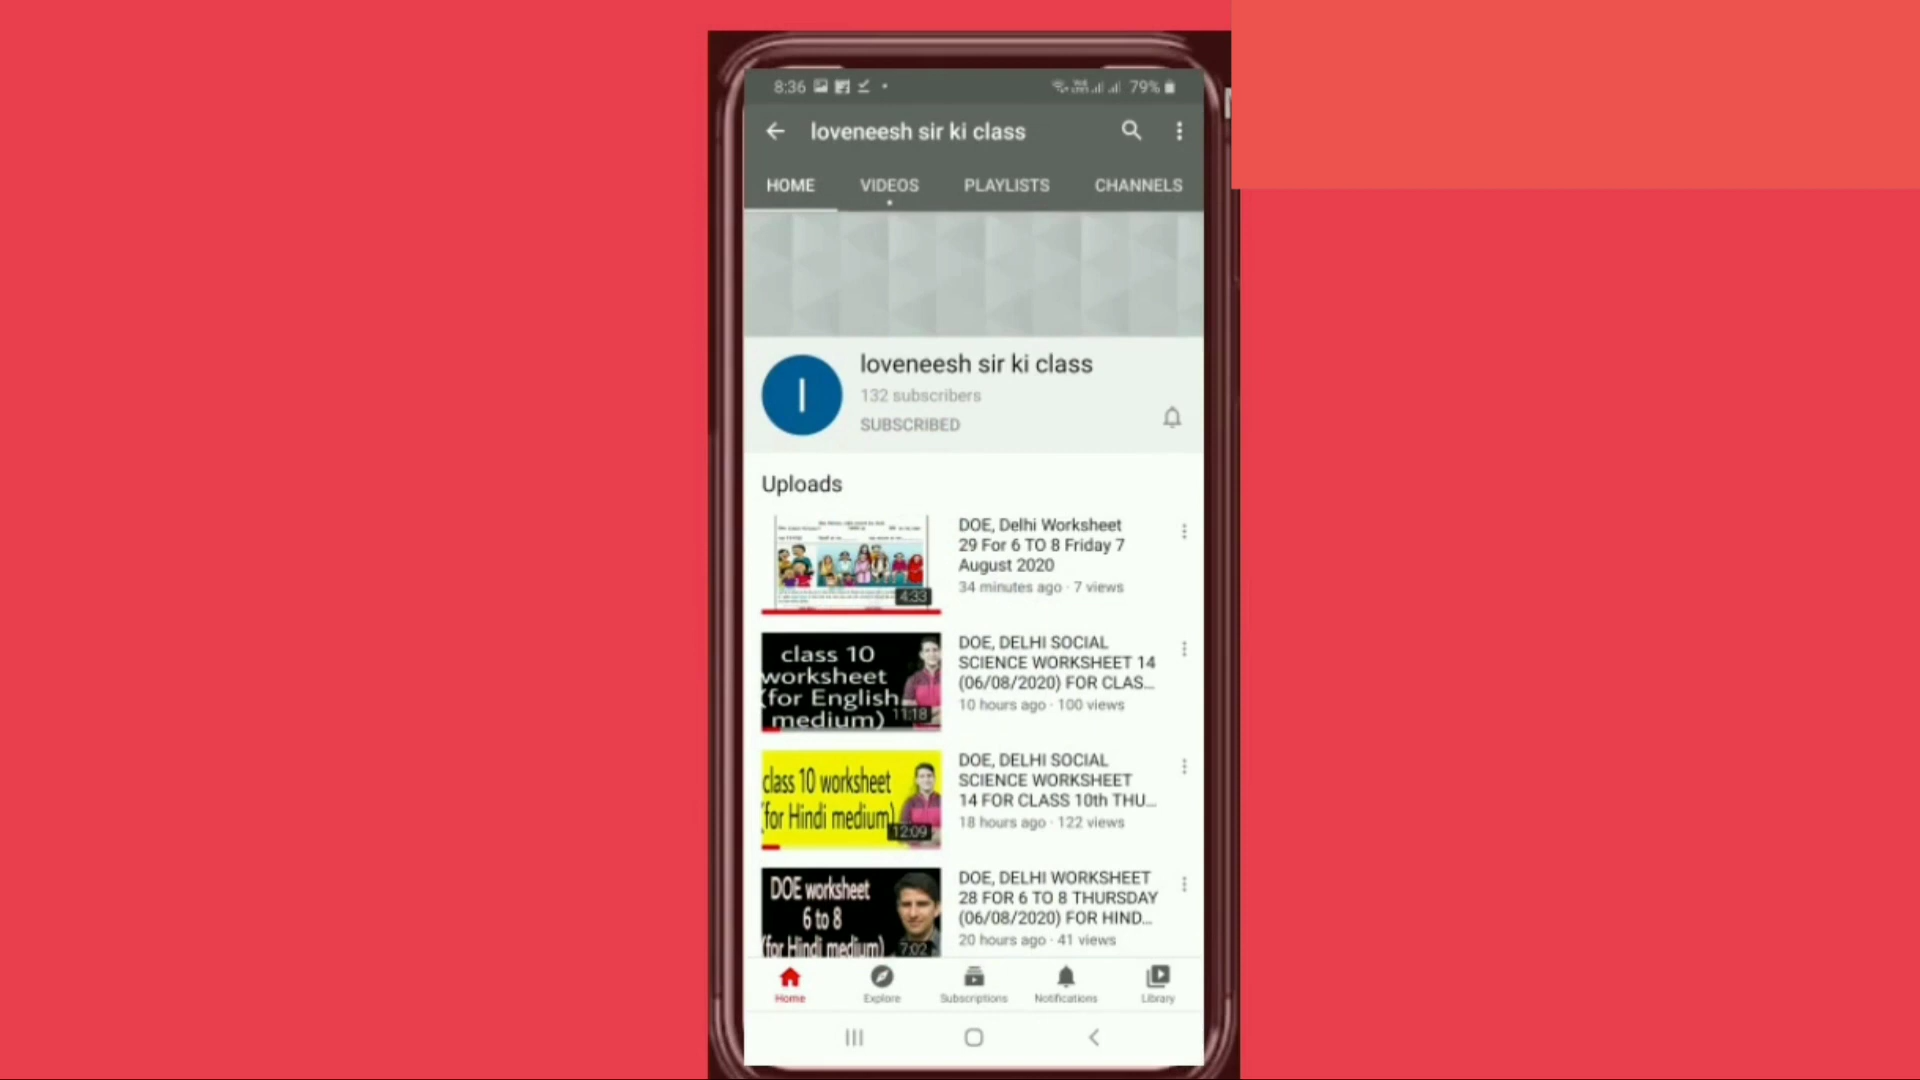 8:36
79%
loveneesh sir ki class
HOME VIDEOS PLAYLISTS CHANNELS
l
loveneesh sir ki class
132 subscribers
SUBSCRIBED
Uploads
4:33
DOE, Delhi Worksheet
29 For 6 TO 8 Friday 7
August 2020
34 minutes ago · 7 views
class 10
worksheet
(for English
medium)
11:18
DOE, DELHI SOCIAL
SCIENCE WORKSHEET 14
(06/08/2020) FOR CLAS...
10 hours ago · 100 views
class 10 worksheet
(for Hindi medium)
12:09
DOE, DELHI SOCIAL
SCIENCE WORKSHEET
14 FOR CLASS 10th THU...
18 hours ago · 122 views
DOE worksheet
6 to 8
(for Hindi medium)
7:02
DOE, DELHI WORKSHEET
28 FOR 6 TO 8 THURSDAY
(06/08/2020) FOR HIND...
20 hours ago · 41 views
Home Explore Subscriptions Notifications Library